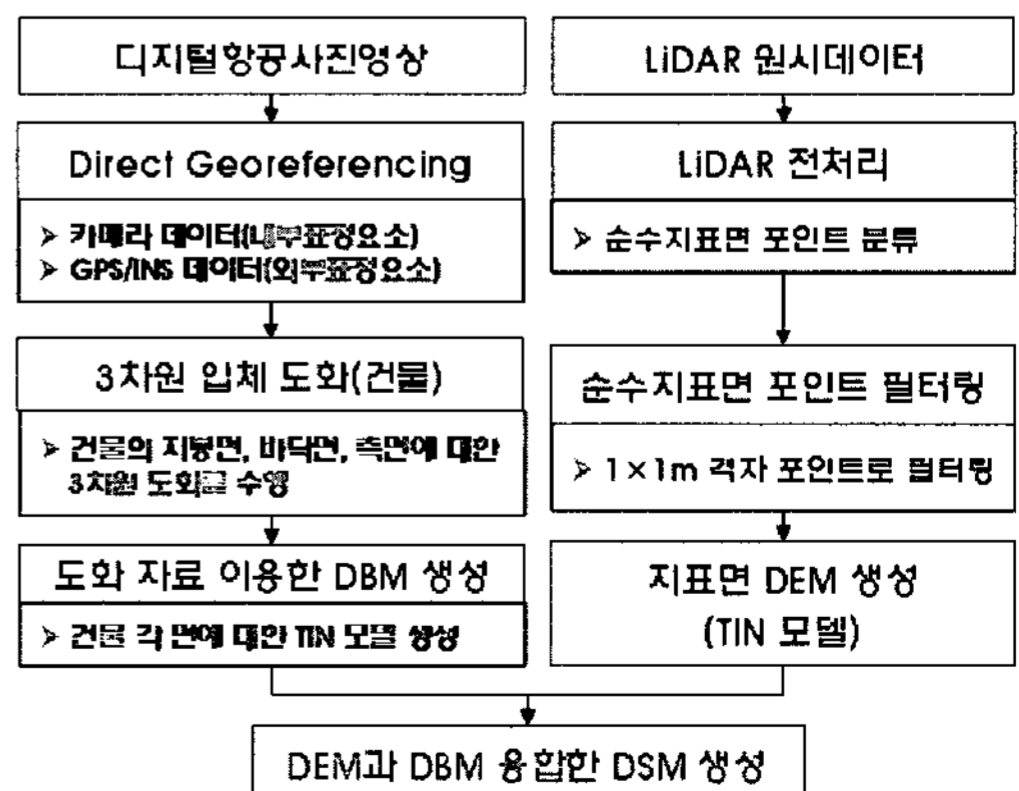 디지털항공사진영상
Direct Georeferencing
➢ 카메라 데이터(내부표정요소)
➢ GPS/INS 데이터(외부표정요소)
3차원 입체 도화(건물)
➢ 건물의 지붕면, 바닥면, 측면에 대한
3차원 도화를 수행
도화 자료 이용한 DBM 생성
➢ 건물 각 면에 대한 TIN 모델 생성
LiDAR 원시데이터
LiDAR 전처리
➢ 순수지표면 포인트 분류
순수지표면 포인트 필터링
➢ 1×1m 격자 포인트로 필터링
지표면 DEM 생성
(TIN 모델)
DEM과 DBM 융합한 DSM 생성